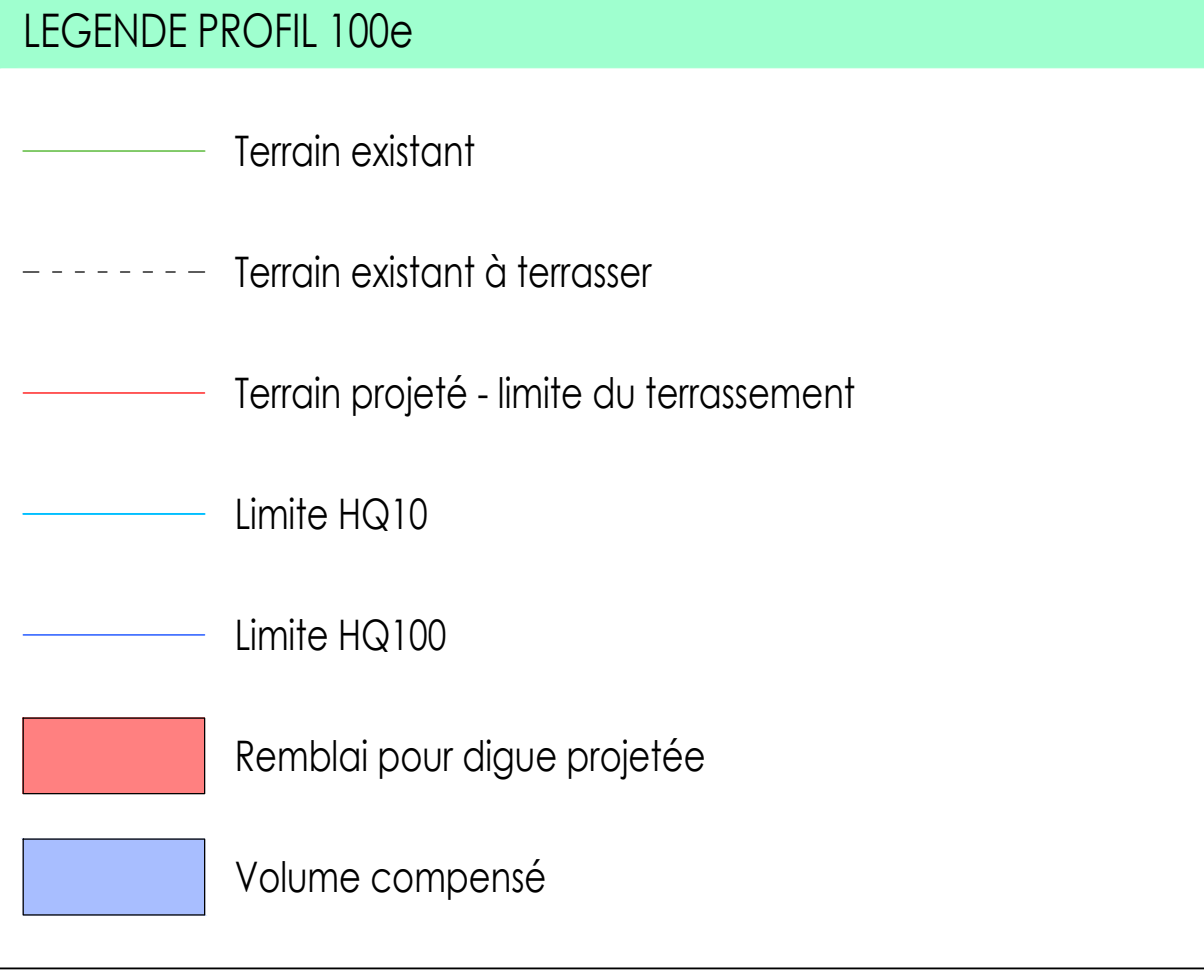 LEGENDE PROFIL 100e
Terrain existant
Terrain existant à terrasser
Terrain projeté - limite du terrassement
Limite HQ10
Limite HQ100
Remblai pour digue projetée
Volume compensé